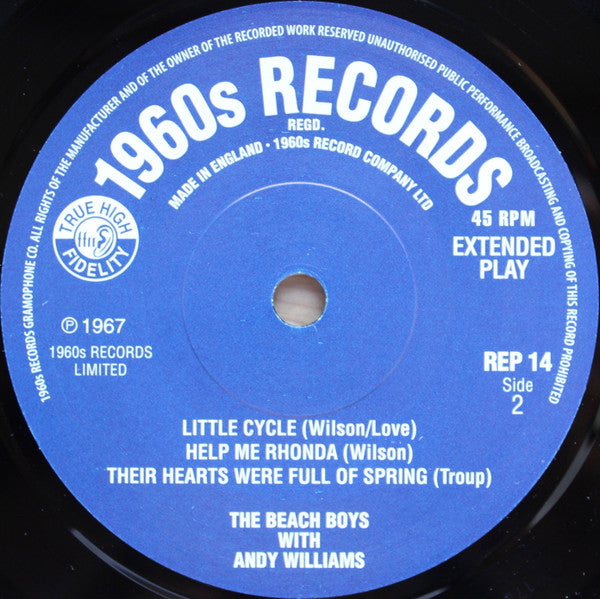 1960s RECORDS GRAMOPHONE CO. ALL RIGHTS OF THE MANUFACTURER AND OF THE OWNER OF THE RECORDED WORK RESERVED UNAUTHORISED PUBLIC PERFORMANCE BROADCASTING AND COPYING OF THIS RECORD PROHIBITED
1960s RECORDS
REGD.
MADE IN ENGLAND • 1960s RECORD COMPANY LTD
TRUE HIGH
FIDELITY
45 RPM
EXTENDED
PLAY
℗ 1967
1960s RECORDS
LIMITED
REP 14
Side
2
LITTLE CYCLE (Wilson/Love)
HELP ME RHONDA (Wilson)
THEIR HEARTS WERE FULL OF SPRING (Troup)
THE BEACH BOYS
WITH
ANDY WILLIAMS